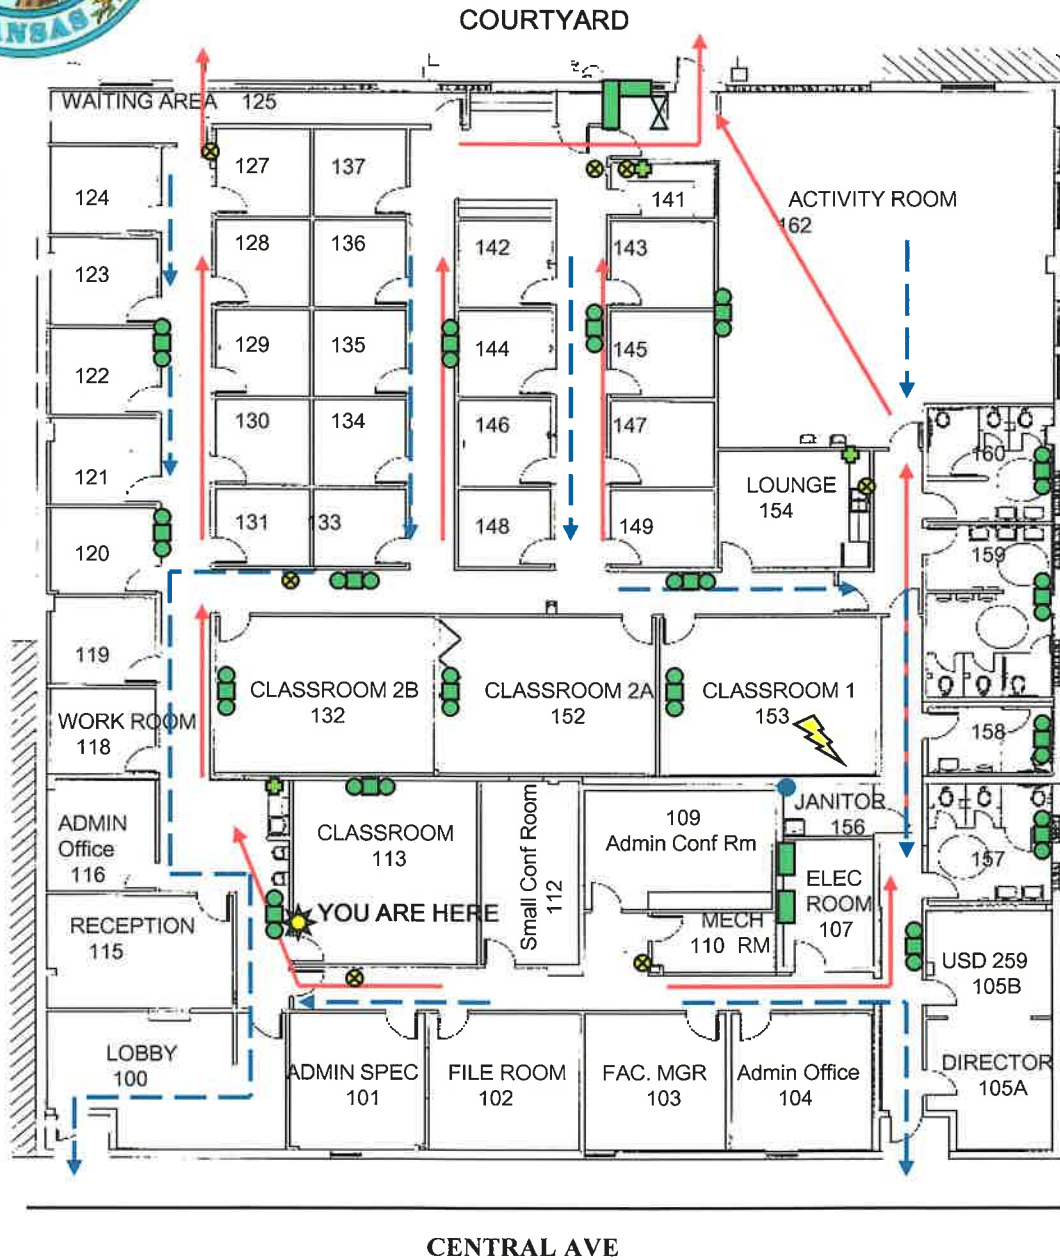 COURTYARD
NSAS
WAITING AREA 125
124
127
137
141
ACTIVITY ROOM
162
123
128
136
142
143
122
129
135
144
145
121
130
134
146
147
LOUNGE
154
160
120
131
133
148
149
159
119
WORK ROOM
118
CLASSROOM 2B
132
CLASSROOM 2A
152
CLASSROOM 1
153
158
ADMIN
Office
116
CLASSROOM
113
Small Conf Room
112
109
Admin Conf Rm
JANITOR
156
157
RECEPTION
115
YOU ARE HERE
MECH
110 RM
ELEC
ROOM
107
USD 259
105B
LOBBY
100
ADMIN SPEC
101
FILE ROOM
102
FAC. MGR
103
Admin Office
104
DIRECTOR
105A
CENTRAL AVE